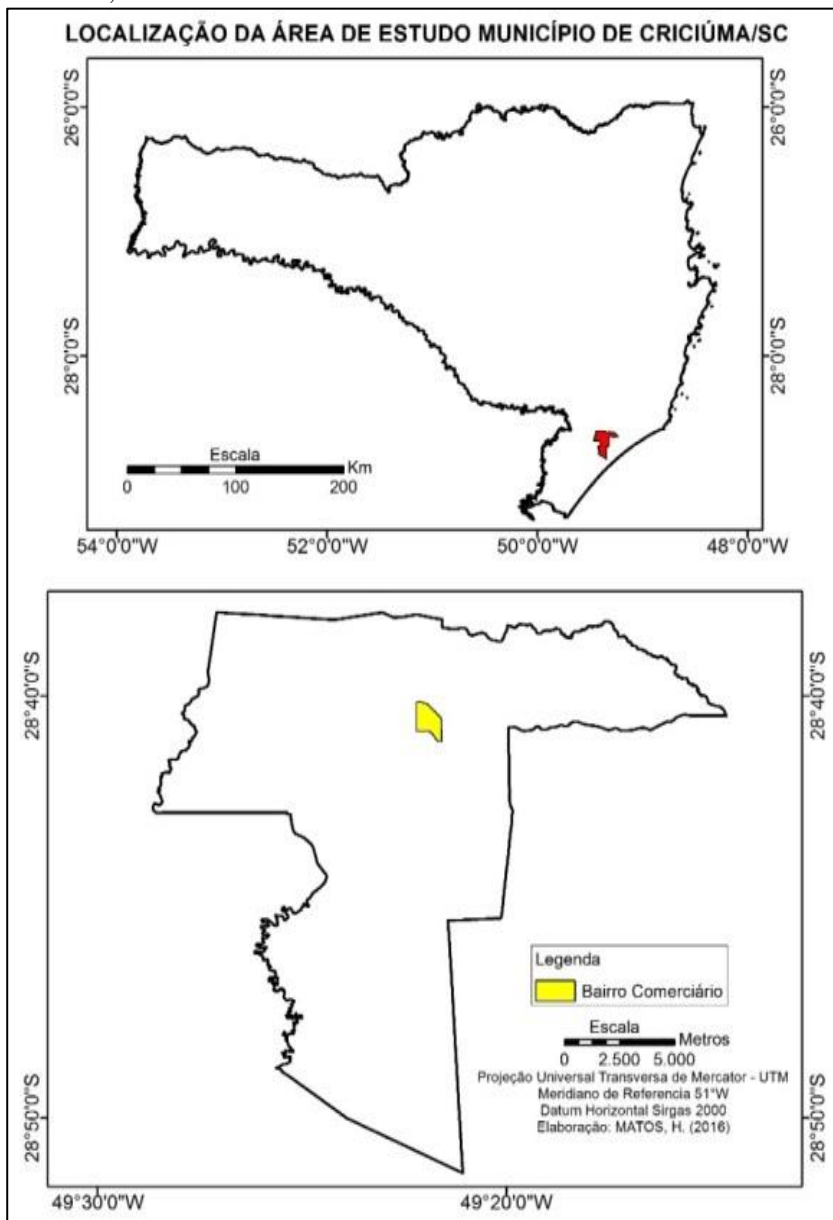 LOCALIZAÇÃO DA ÁREA DE ESTUDO MUNICÍPIO DE CRICIÚMA/SC
26°0'0"S
26°0'0"S
28°0'0"S
28°0'0"S
Escala
Km
0 100 200
54°0'0"W 52°0'0"W 50°0'0"W 48°0'0"W
28°40'0"S
28°40'0"S
Legenda
Bairro Comerciário
Escala
Metros
0 2.500 5.000
Projeção Universal Transversa de Mercator - UTM
Meridiano de Referencia 51°W
Datum Horizontal Sirgas 2000
Elaboração: MATOS, H. (2016)
28°50'0"S
28°50'0"S
49°30'0"W 49°20'0"W